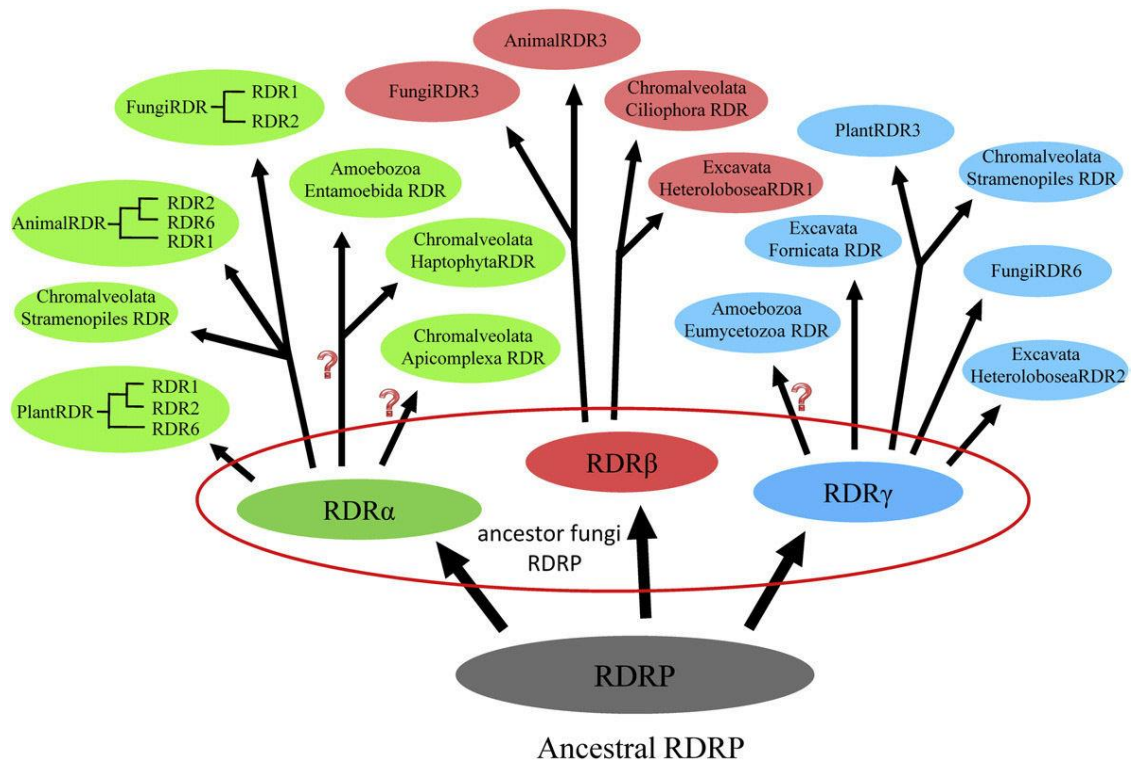 AnimalRDR3
FungiRDR3
Chromalveolata
Ciliophora RDR
Excavata
HeteroloboseaRDR1
FungiRDR
RDR1
RDR2
Amoebozoa
Entamoebida RDR
AnimalRDR
RDR2
RDR6
RDR1
Chromalveolata
HaptophytaRDR
Chromalveolata
Stramenopiles RDR
Chromalveolata
Apicomplexa RDR
PlantRDR
RDR1
RDR2
RDR6
?
?
PlantRDR3
Chromalveolata
Stramenopiles RDR
Excavata
Fornicata RDR
FungiRDR6
Amoebozoa
Eumycetozoa RDR
Excavata
HeteroloboseaRDR2
?
RDRα
RDRβ
RDRγ
ancestor fungi
RDRP
RDRP
Ancestral RDRP